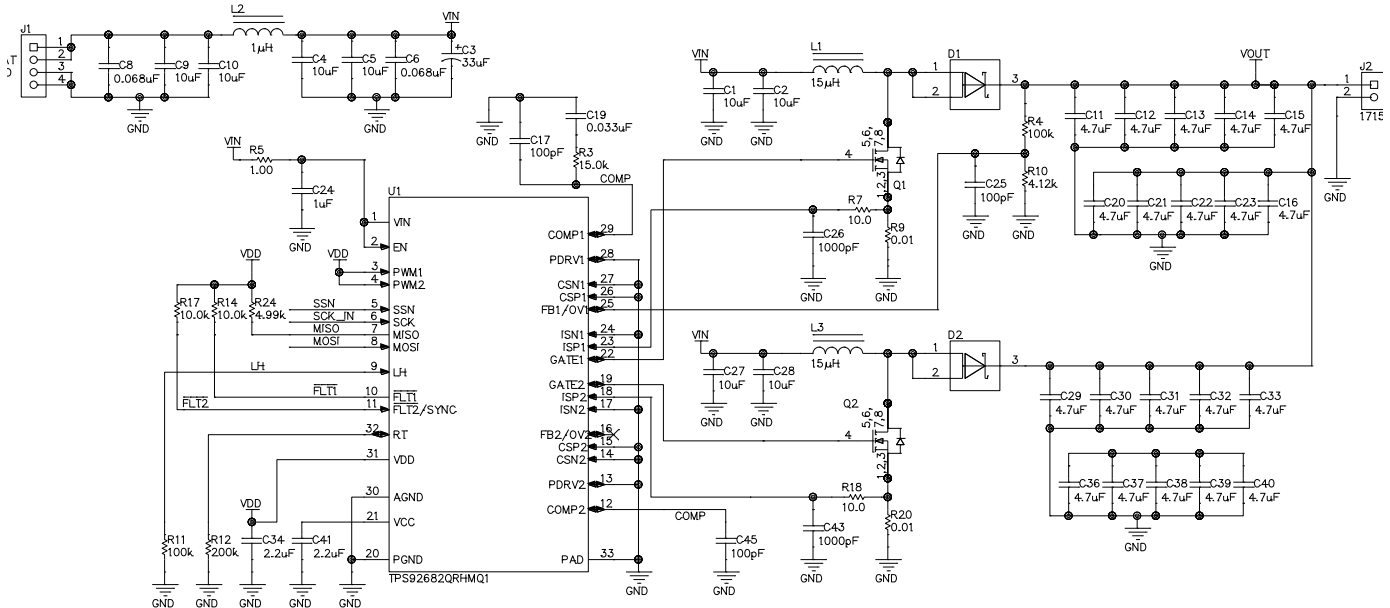 J1
AT
1
2
3
4
C8
0.068uF
C9
10uF
C10
10uF
L2
1µH
C4
10uF
C5
10uF
C6
0.068uF
VIN
+
C3
33uF
GND
GND
GND
C17
100pF
C19
0.033uF
R3
15.0k
COMP
VIN
R5
1.00
C24
1uF
GND
VDD
VDD
R17
10.0k
R14
10.0k
R24
4.99k
SSN
SCK_IN
MISO
MOSI
LH
FLT1
FLT2
U1
1 VIN
2 EN
3 PWM1
4 PWM2
5 SSN
6 SCK
7 MISO
8 MOSI
9 LH
10 FLT1
11 FLT2/SYNC
32 RT
31 VDD
30 AGND
21 VCC
20 PGND
COMP1 29
PDRV1 28
CSN1 27
CSP1 26
FB1/OV1 25
ISN1 24
ISP1 23
GATE1 22
GATE2 19
ISP2 18
ISN2 17
FB2/OV2 16
CSP2 15
CSN2 14
PDRV2 13
COMP2 12
PAD 33
TPS92682QRHMQ1
VDD
R11
100k
R12
200k
C34
2.2uF
C41
2.2uF
GND
GND
GND
GND
GND
GND
COMP
C45
100pF
GND
VIN
C1
10uF
C2
10uF
GND
GND
L1
15µH
D1
1
2
3
5,6,
7,8
4
1,2,3
Q1
R7
10.0
C26
1000pF
GND
R9
0.01
GND
R4
100k
R10
4.12k
C25
100pF
GND
GND
VOUT
C11
4.7uF
C12
4.7uF
C13
4.7uF
C14
4.7uF
C15
4.7uF
C20
4.7uF
C21
4.7uF
C22
4.7uF
C23
4.7uF
C16
4.7uF
GND
J2
1
2
1715
GND
VIN
C27
10uF
C28
10uF
GND
GND
L3
15µH
D2
1
2
3
Q2
5,6,
7,8
4
1,2,3
R18
10.0
C43
1000pF
GND
R20
0.01
GND
C29
4.7uF
C30
4.7uF
C31
4.7uF
C32
4.7uF
C33
4.7uF
C36
4.7uF
C37
4.7uF
C38
4.7uF
C39
4.7uF
C40
4.7uF
GND